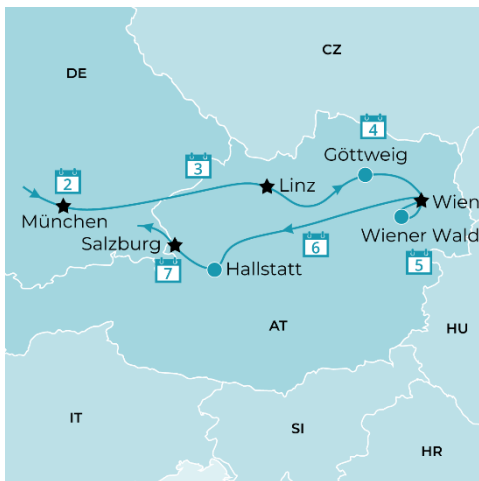 CZ
DE
4
Göttweig
3
2
Linz
München
Wien
Salzburg
Wiener Wald
6
5
7
Hallstatt
AT
HU
IT
SI
HR